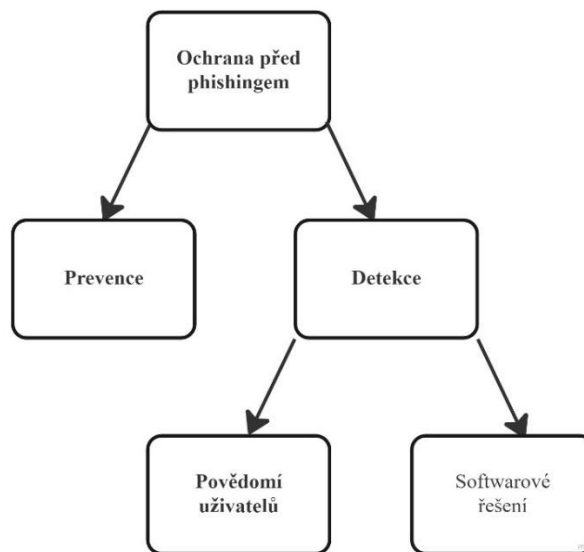 Ochrana před
phishingem
Prevence
Detekce
Povědomí
uživatelů
Softwarové
řešení